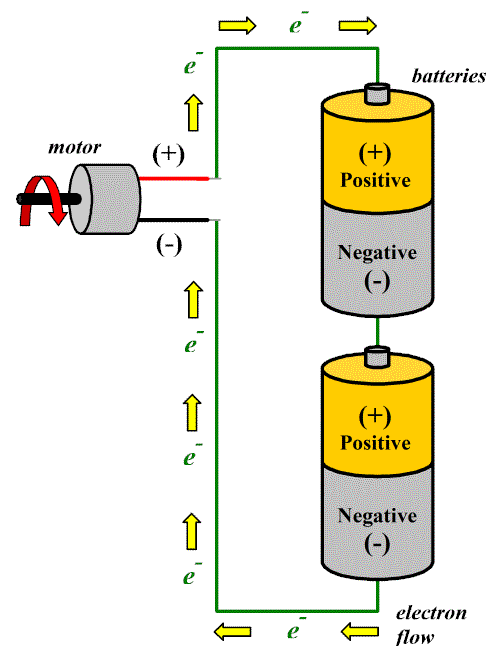 e⁻
e⁻
batteries
motor
(+)
(-)
(+)
Positive
Negative
(-)
e⁻
e⁻
e⁻
(+)
Positive
Negative
(-)
e⁻
electron
flow